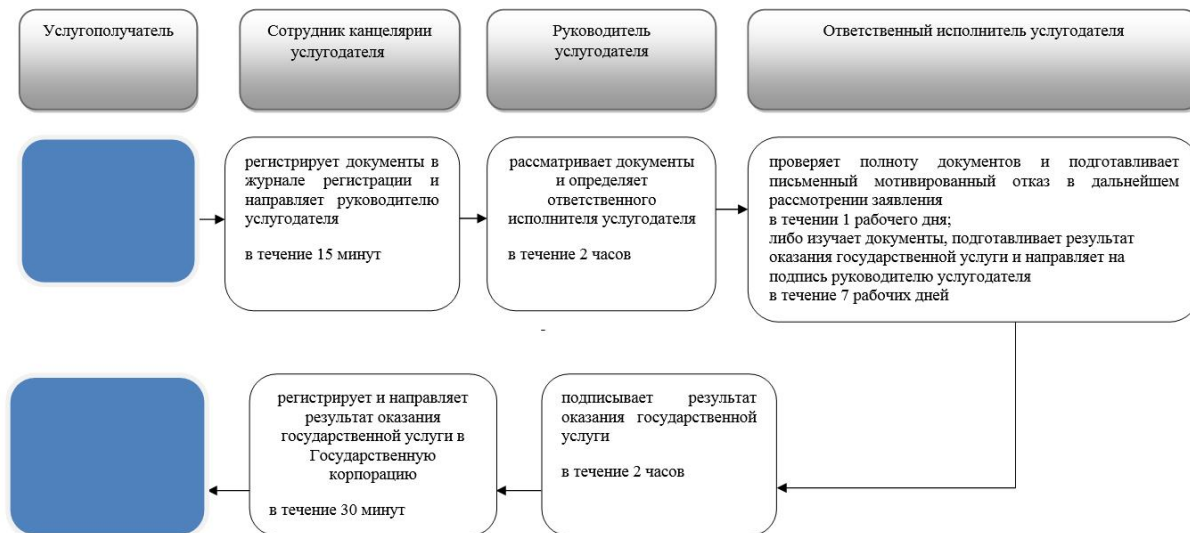 Услугополучатель
Сотрудник канцелярии
услугодателя
Руководитель
услугодателя
Ответственный исполнитель услугодателя
регистрирует документы в
журнале регистрации и
направляет руководителю
услугодателя
в течение 15 минут
рассматривает документы
и определяет
ответственного
исполнителя услугодателя
в течение 2 часов
проверяет полноту документов и подготавливает
письменный мотивированный отказ в дальнейшем
рассмотрении заявления
в течении 1 рабочего дня;
либо изучает документы, подготавливает результат
оказания государственной услуги и направляет на
подпись руководителю услугодателя
в течение 7 рабочих дней
-
регистрирует и направляет
результат оказания
государственной услуги в
Государственную
корпорацию
в течение 30 минут
подписывает результат
оказания государственной
услуги
в течение 2 часов